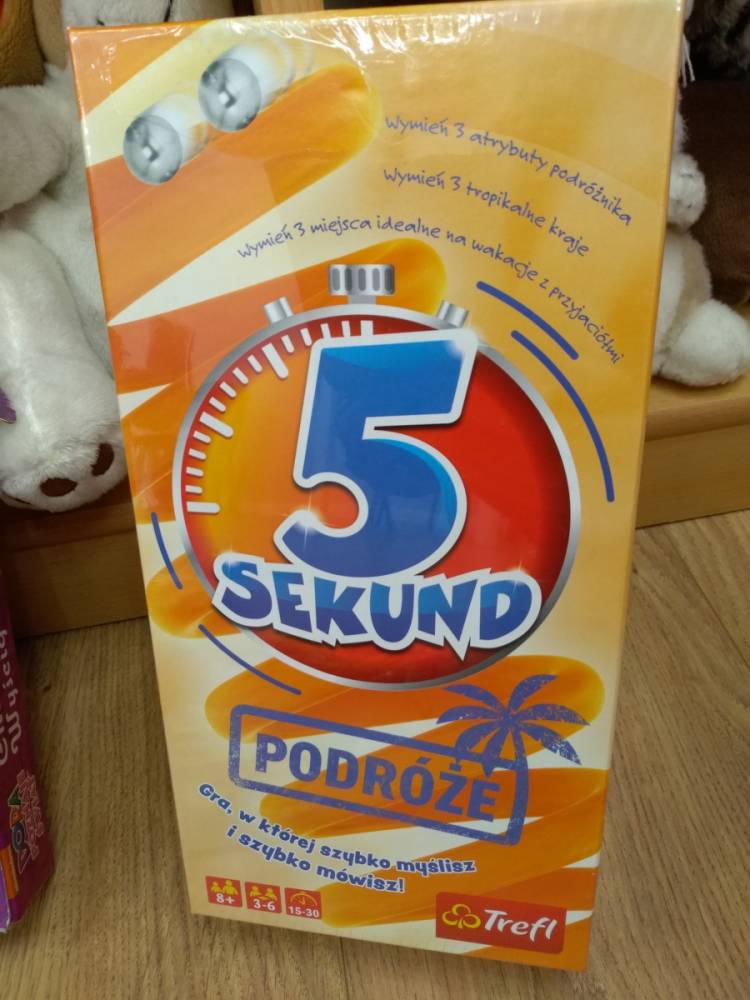 Wymień 3 atrybuty podróżnika
Wymień 3 tropikalne kraje
Wymień 3 miejsca idealne na wakacje z przyjaciółmi
5
SEKUND
PODRÓŻE
Gra, w której szybko myślisz
i szybko mówisz!
8+ 3-6 15-30
Trefl